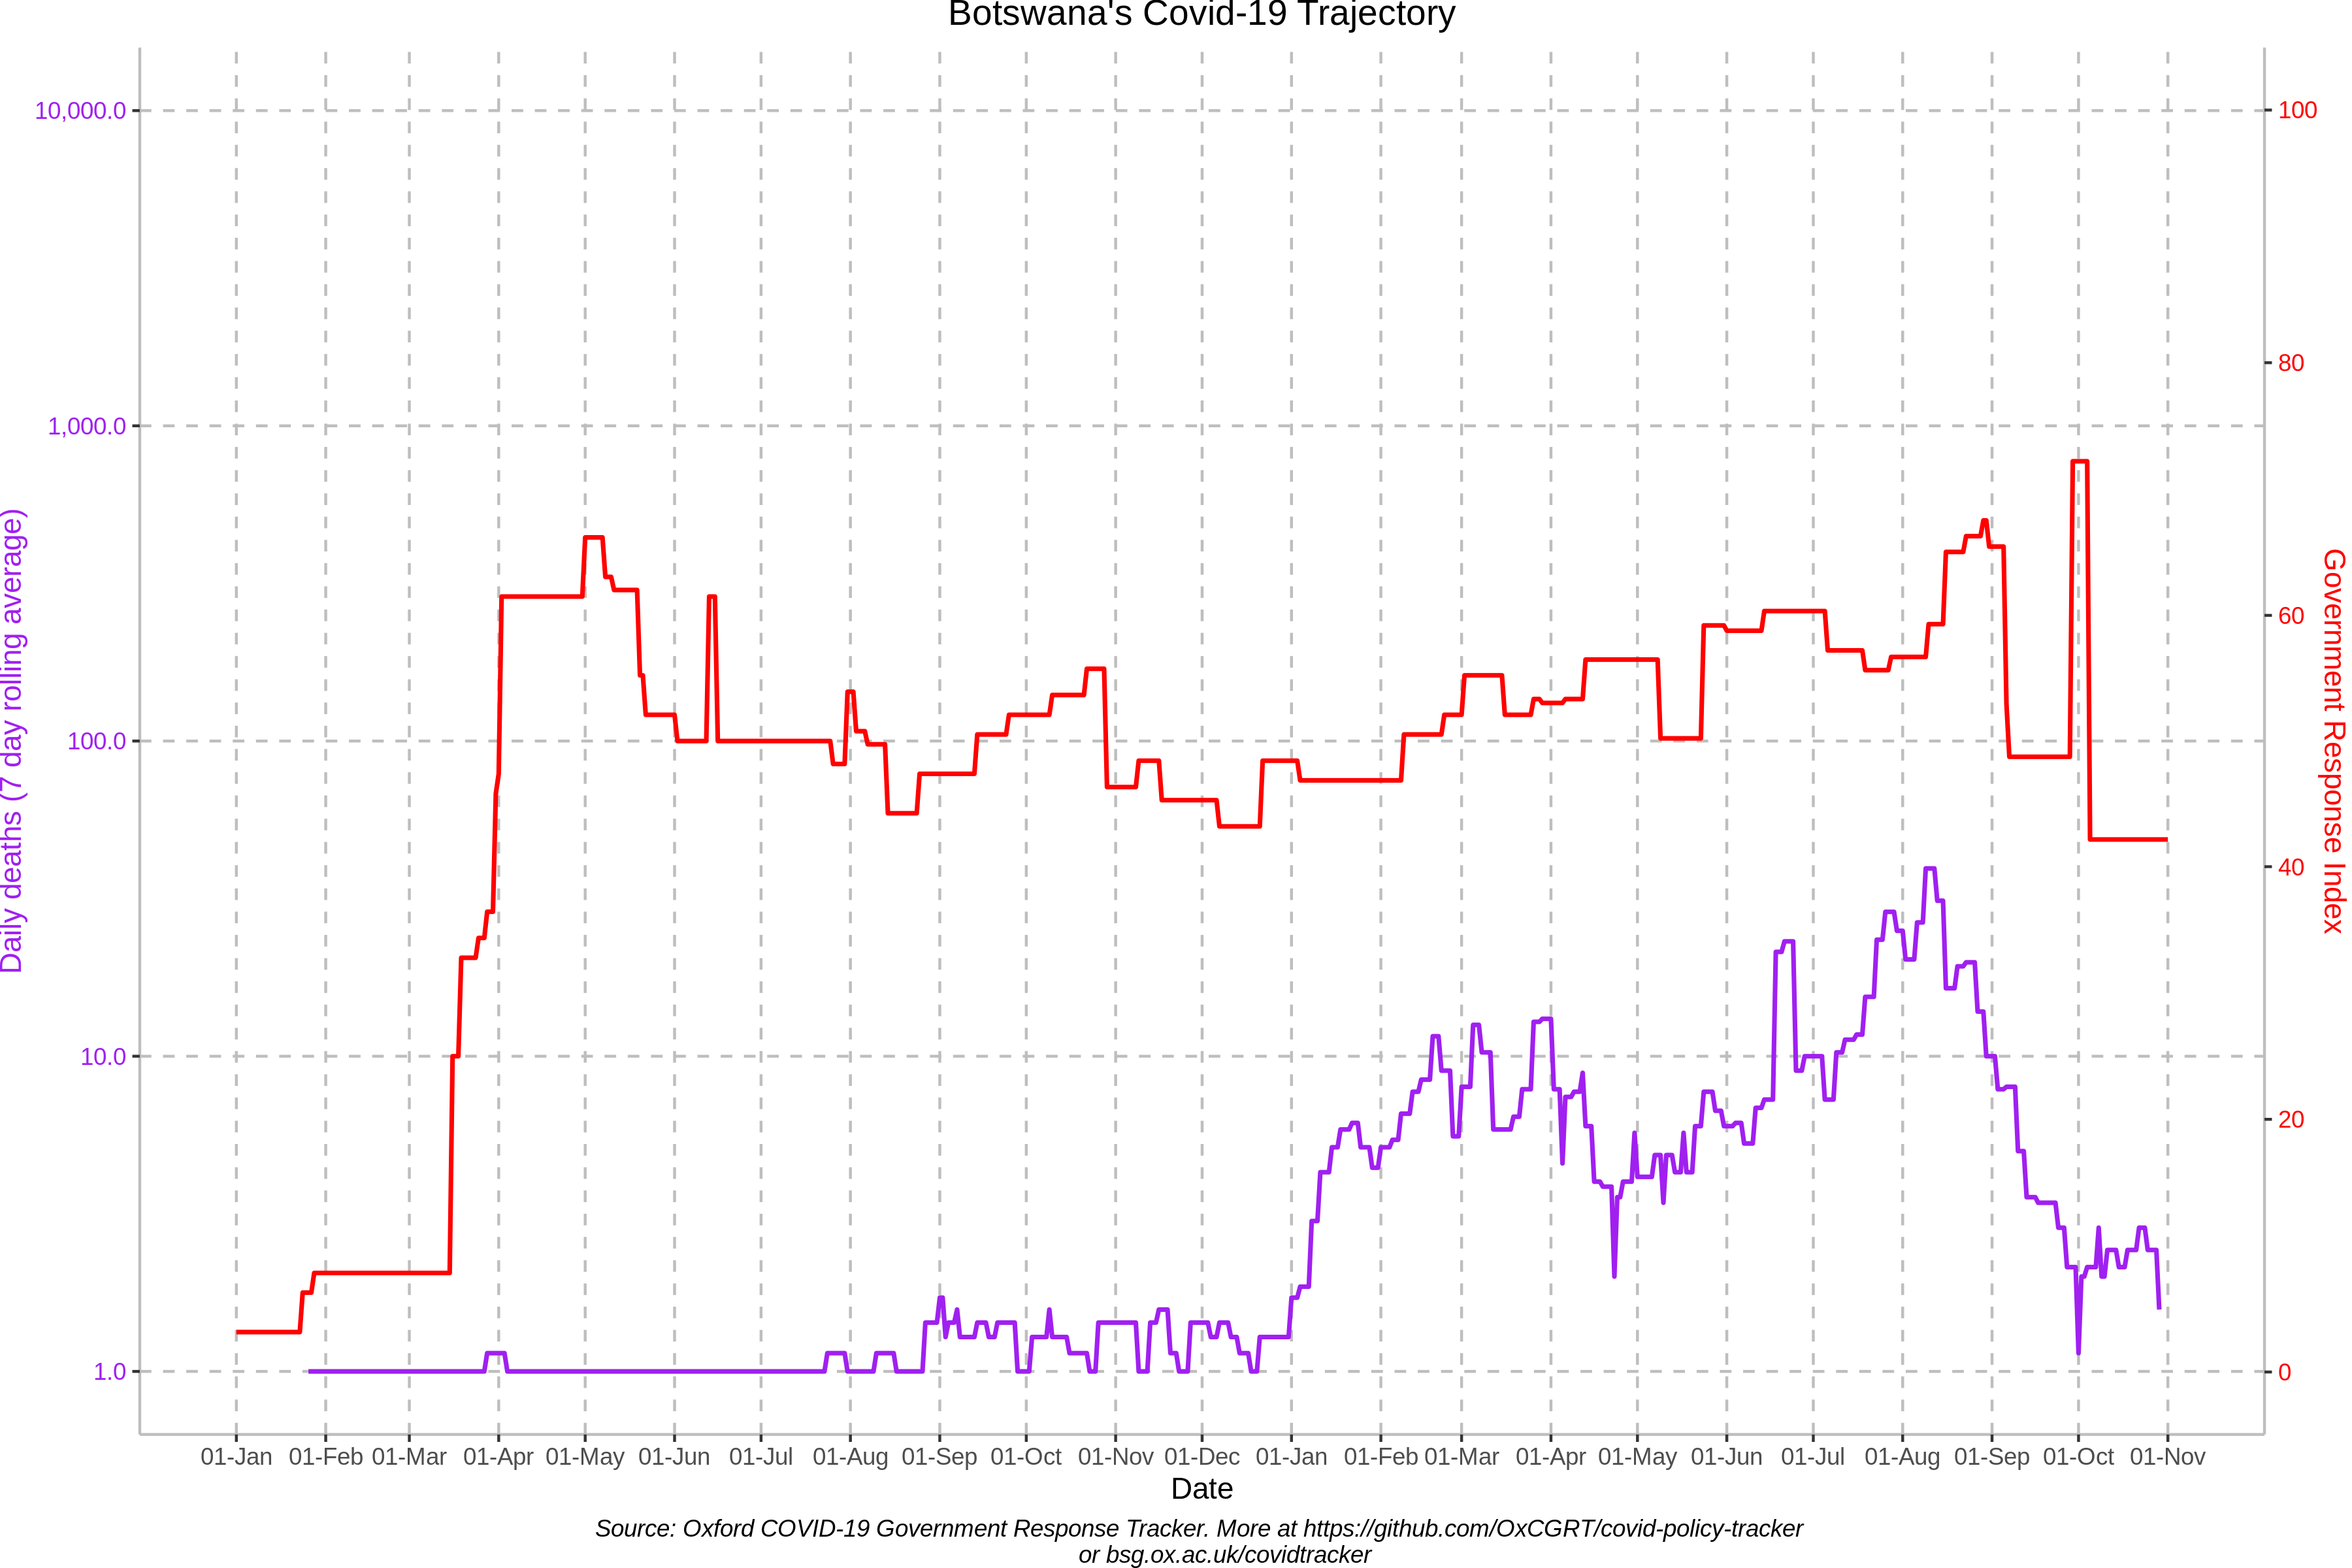 Botswana's Covid-19 Trajectory
10,000.0
1,000.0
100.0
10.0
1.0
Daily deaths (7 day rolling average)
100
80
60
40
20
0
Government Response Index
01-Jan 01-Feb 01-Mar 01-Apr 01-May 01-Jun 01-Jul 01-Aug 01-Sep 01-Oct 01-Nov 01-Dec 01-Jan 01-Feb 01-Mar 01-Apr 01-May 01-Jun 01-Jul 01-Aug 01-Sep 01-Oct 01-Nov
Date
Source: Oxford COVID-19 Government Response Tracker. More at https://github.com/OxCGRT/covid-policy-tracker
or bsg.ox.ac.uk/covidtracker